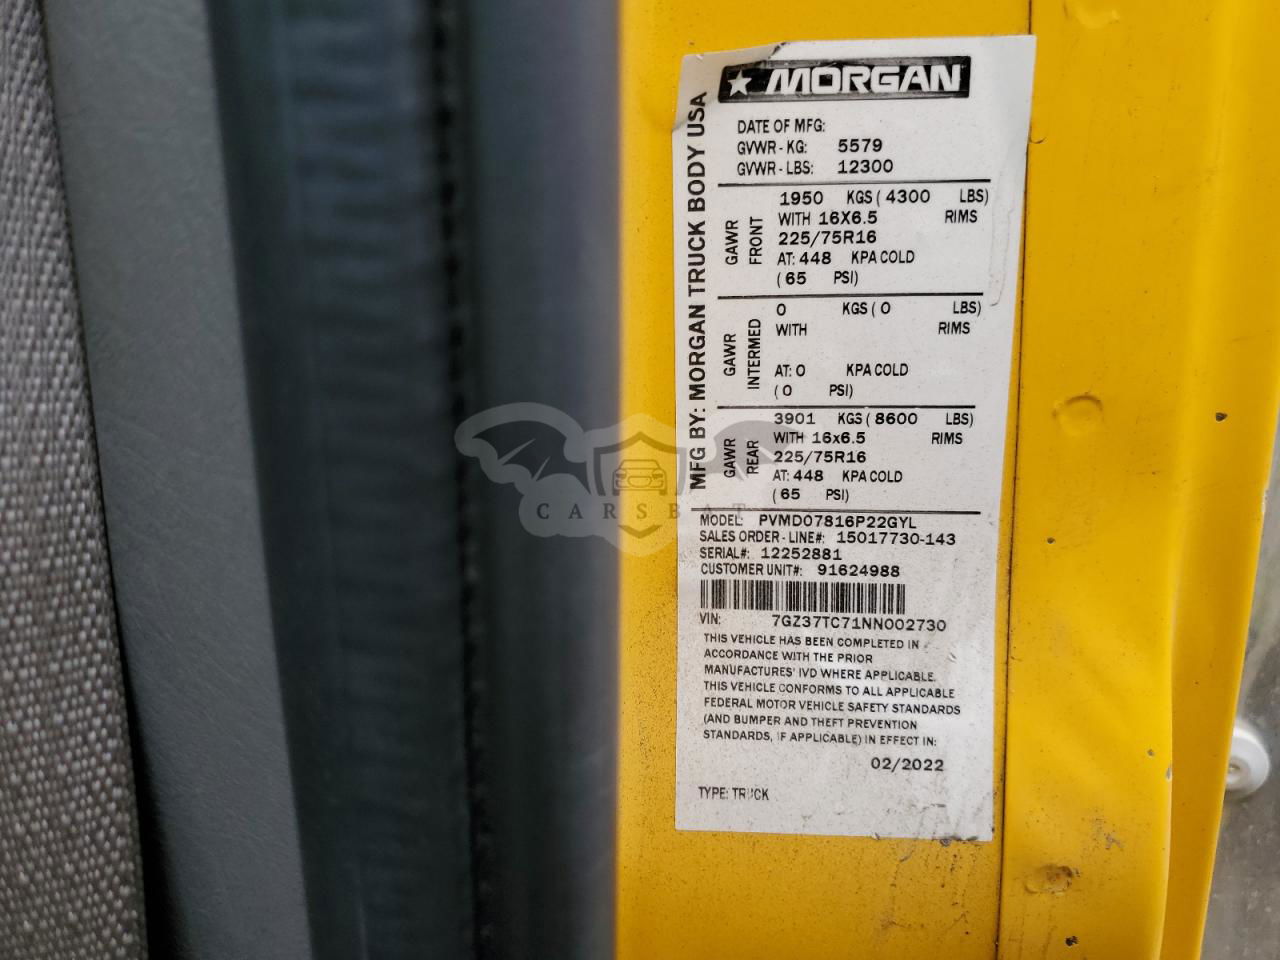 MORGAN
MFG BY: MORGAN TRUCK BODY USA
DATE OF MFG:
GVWR - KG: 5579
GVWR - LBS: 12300
GAWR FRONT
1950 KGS ( 4300 LBS)
WITH 16X6.5 RIMS
225/75R16
AT: 448 KPA COLD
( 65 PSI)
GAWR INTERMED
0 KGS ( 0 LBS)
WITH RIMS
AT: 0 KPA COLD
( 0 PSI)
GAWR REAR
3901 KGS ( 8600 LBS)
WITH 16x6.5 RIMS
225/75R16
AT: 448 KPA COLD
( 65 PSI)
CARSBAT
MODEL: PVMD07816P22GYL
SALES ORDER - LINE#: 15017730-143
SERIAL#: 12252881
CUSTOMER UNIT#: 91624988
VIN: 7GZ37TC71NN002730
THIS VEHICLE HAS BEEN COMPLETED IN
ACCORDANCE WITH THE PRIOR
MANUFACTURES' IVD WHERE APPLICABLE.
THIS VEHICLE CONFORMS TO ALL APPLICABLE
FEDERAL MOTOR VEHICLE SAFETY STANDARDS
(AND BUMPER AND THEFT PREVENTION
STANDARDS, IF APPLICABLE) IN EFFECT IN:
02/2022
TYPE: TRUCK